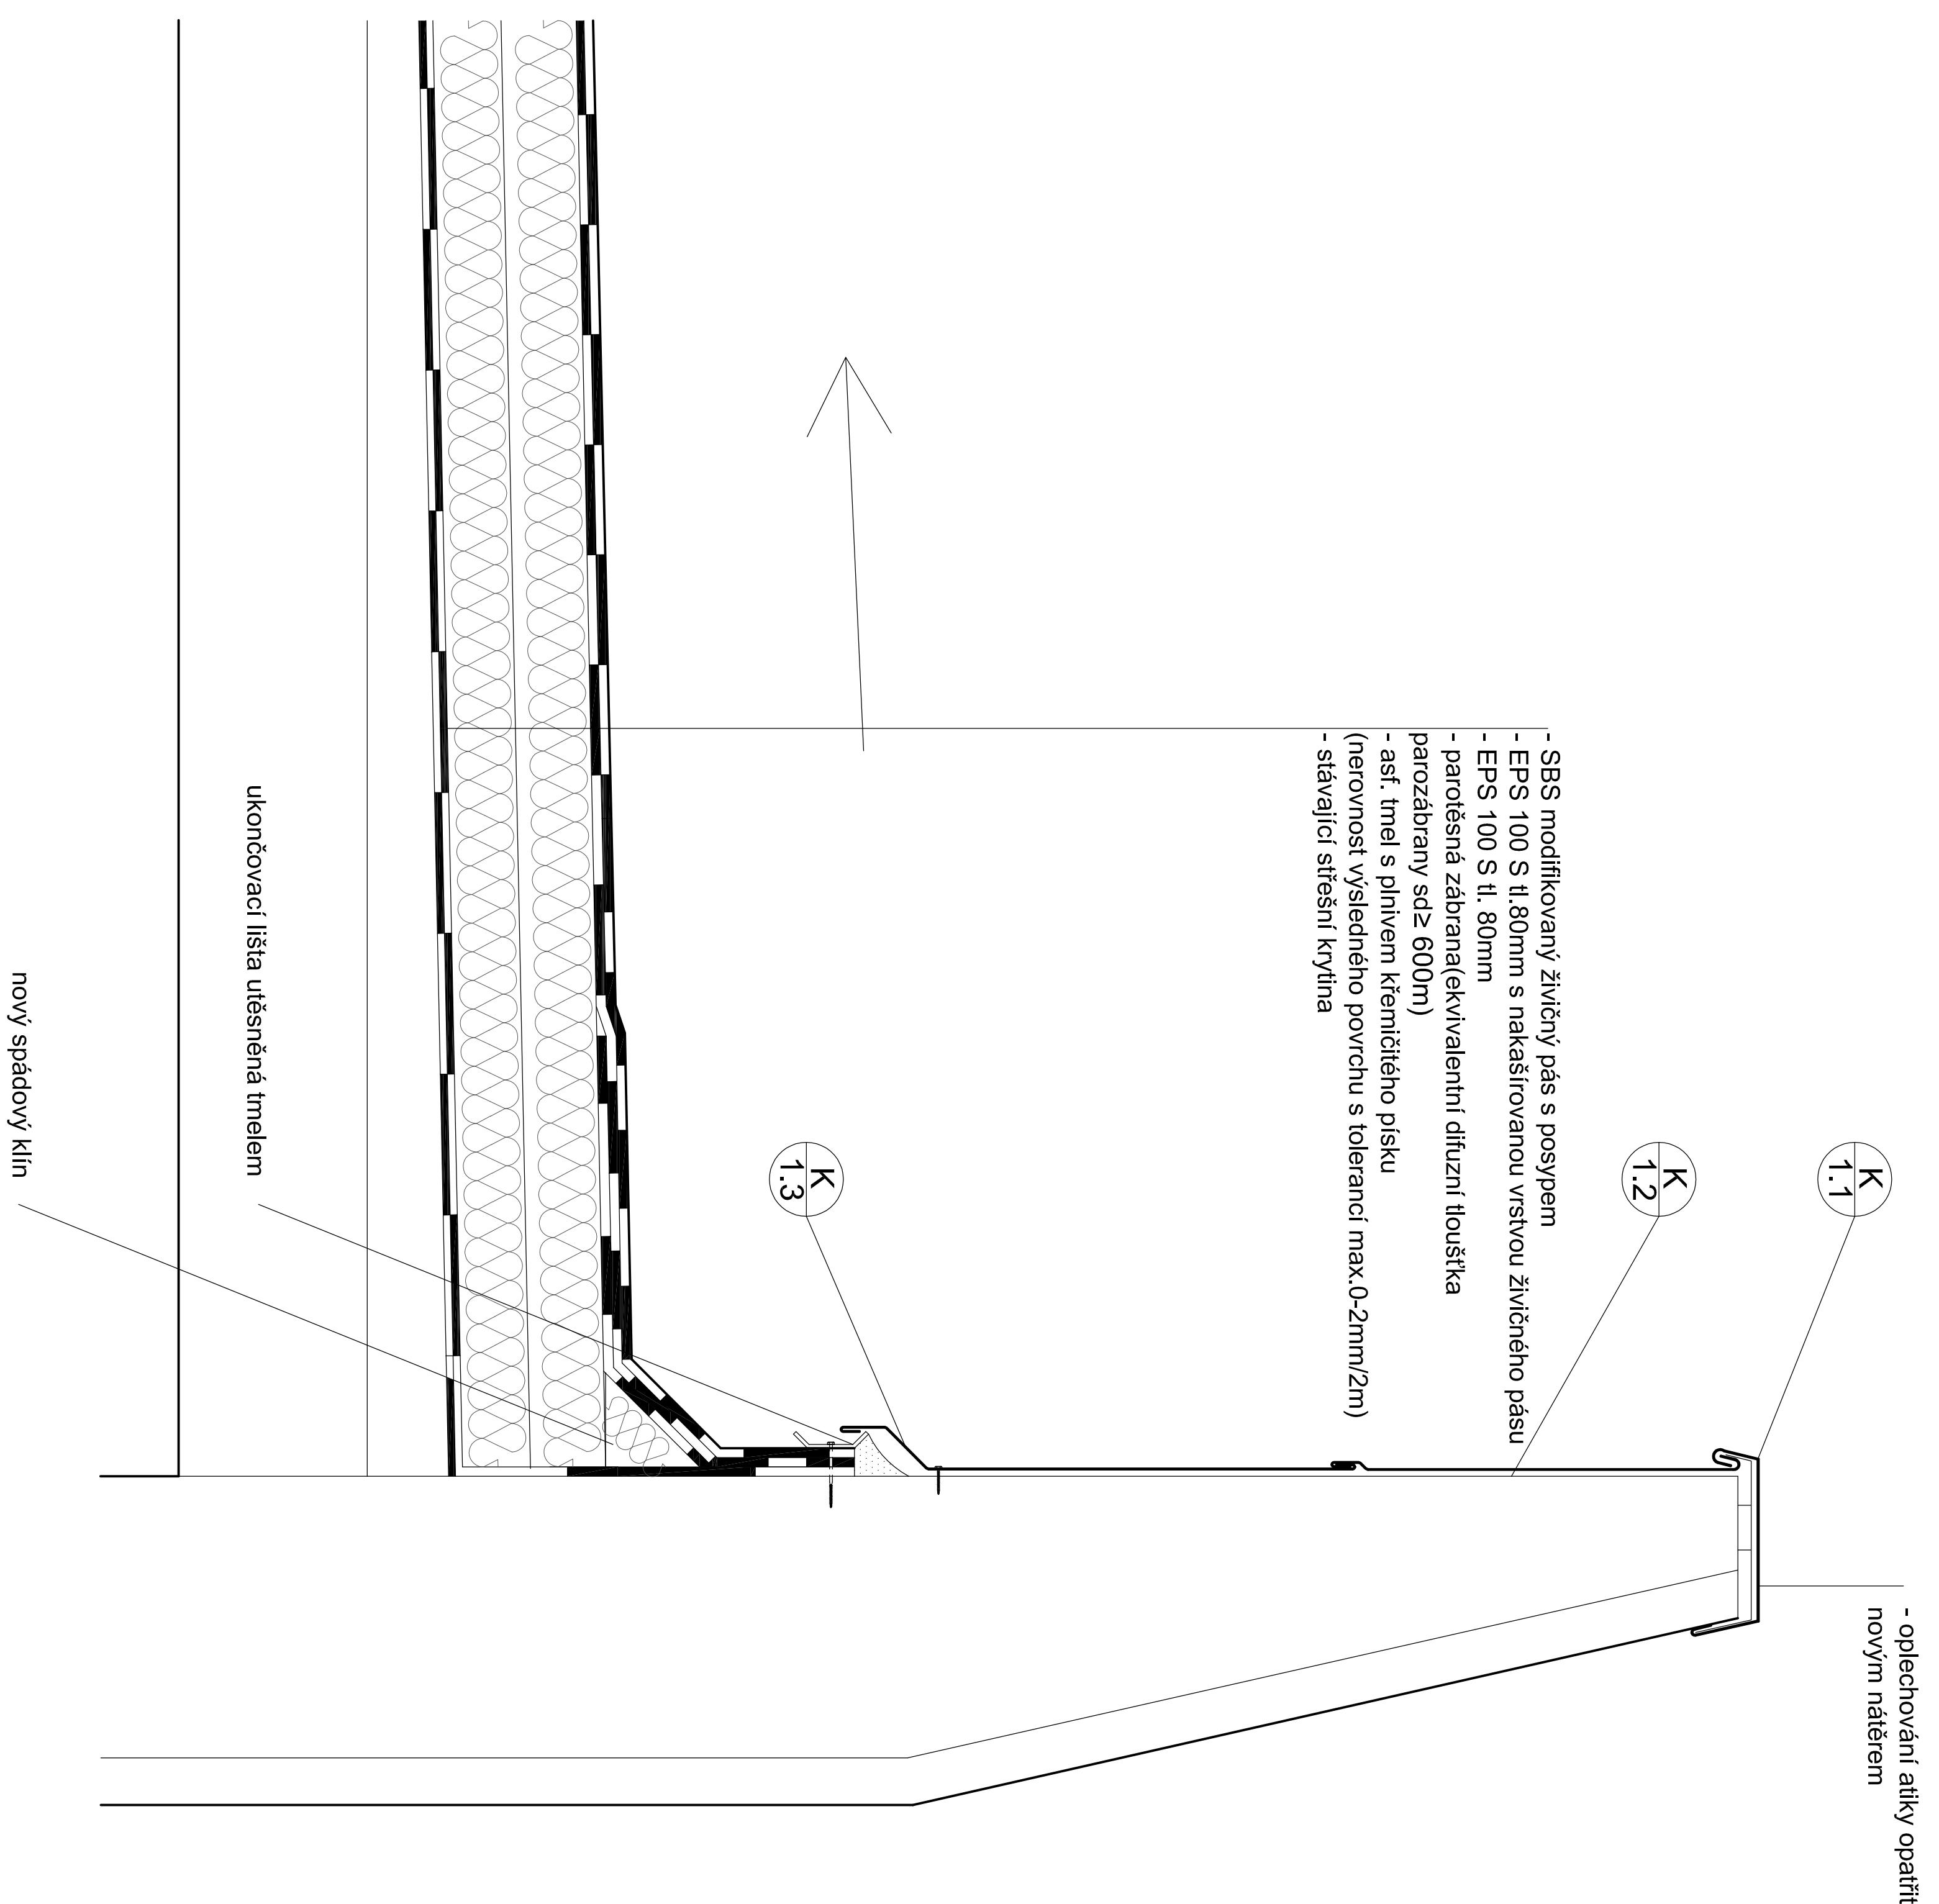 - oplechování atiky opatřit
novým nátěrem
K
1.1
K
1.2
- SBS modifikovaný živičný pás s posypem
- EPS 100 S tl.80mm s nakašírovanou vrstvou živičného pásu
- EPS 100 S tl. 80mm
- parotěsná zábrana(ekvivalentní difuzní tloušťka
parozábrany sd≥ 600m)
- asf. tmel s plnivem křemičitého písku
(nerovnost výsledného povrchu s tolerancí max.0-2mm/2m)
- stávající střešní krytina
K
1.3
ukončovací lišta utěsněná tmelem
nový spádový klín